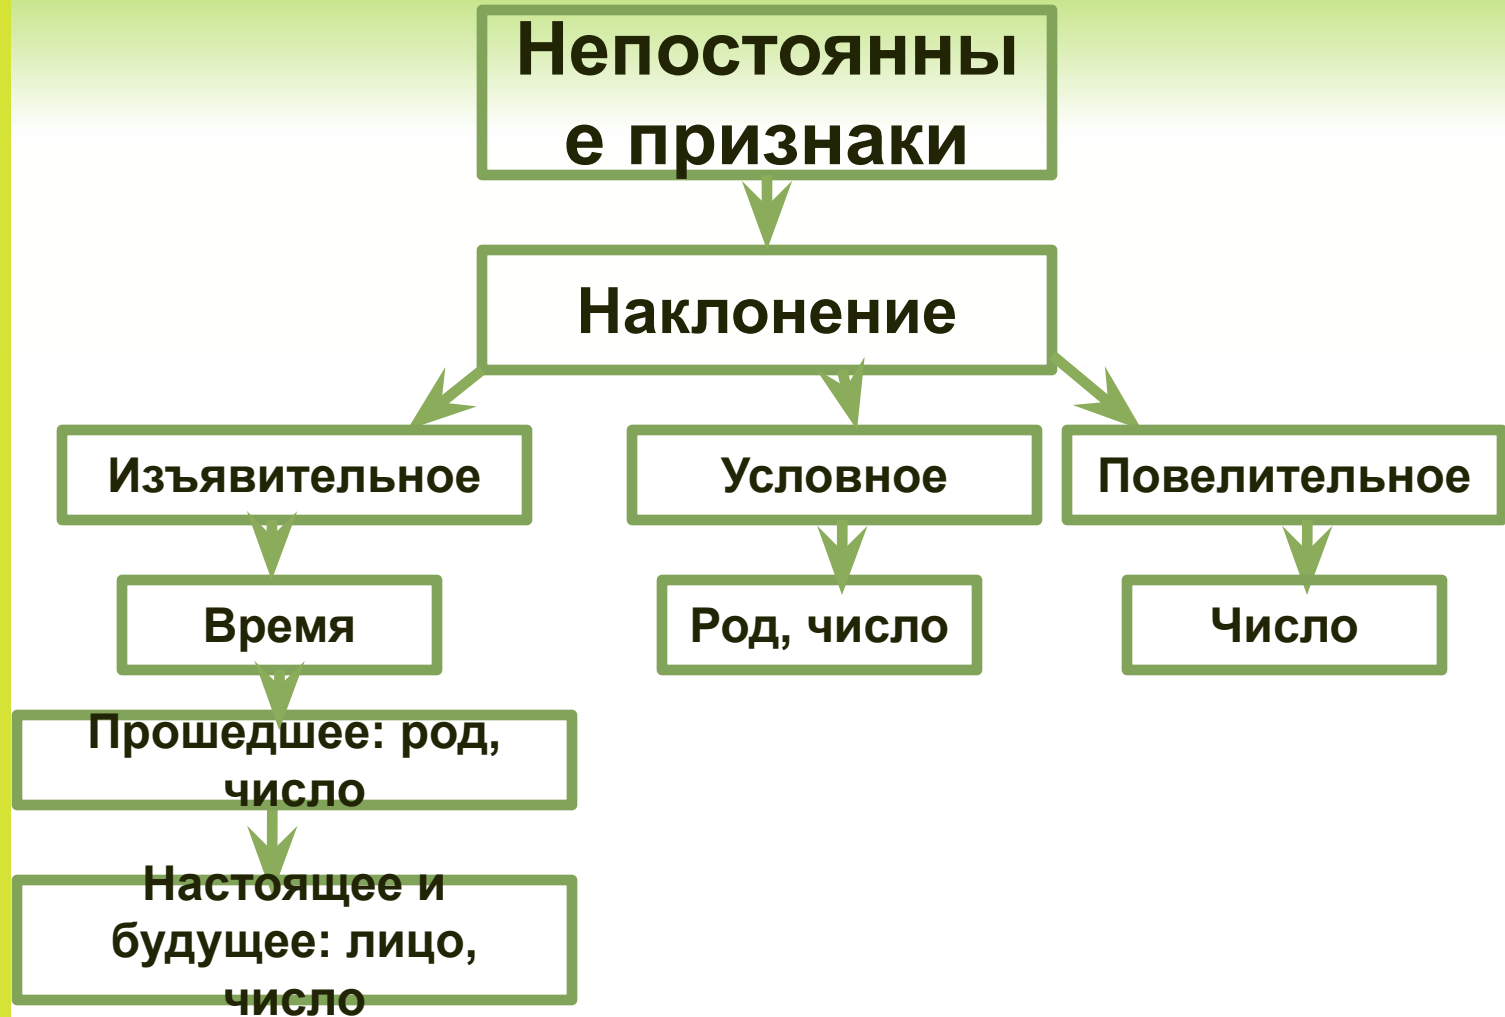 Непостоянны
е признаки
Наклонение
Изъявительное
Условное
Повелительное
Время
Род, число
Число
Прошедшее: род,
число
Настоящее и
будущее: лицо,
число